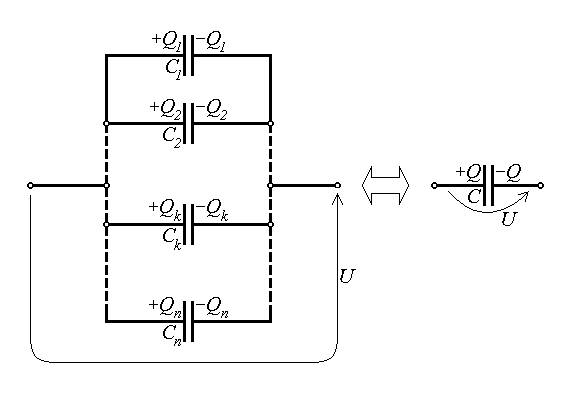 +Q₁ −Q₁
C₁
+Q₂ −Q₂
C₂
+Q −Q
C
U
+Qₖ −Qₖ
Cₖ
U
+Qₙ −Qₙ
Cₙ